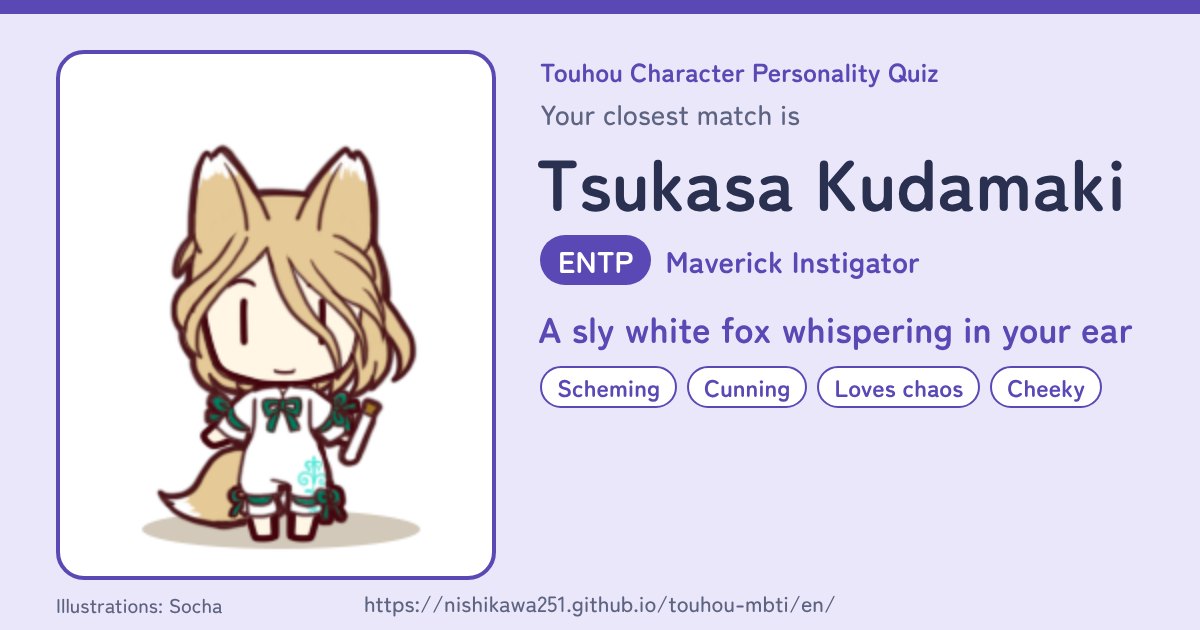 Touhou Character Personality Quiz
Your closest match is
Tsukasa Kudamaki
ENTP Maverick Instigator
A sly white fox whispering in your ear
Scheming Cunning Loves chaos Cheeky
Illustrations: Socha https://nishikawa251.github.io/touhou-mbti/en/